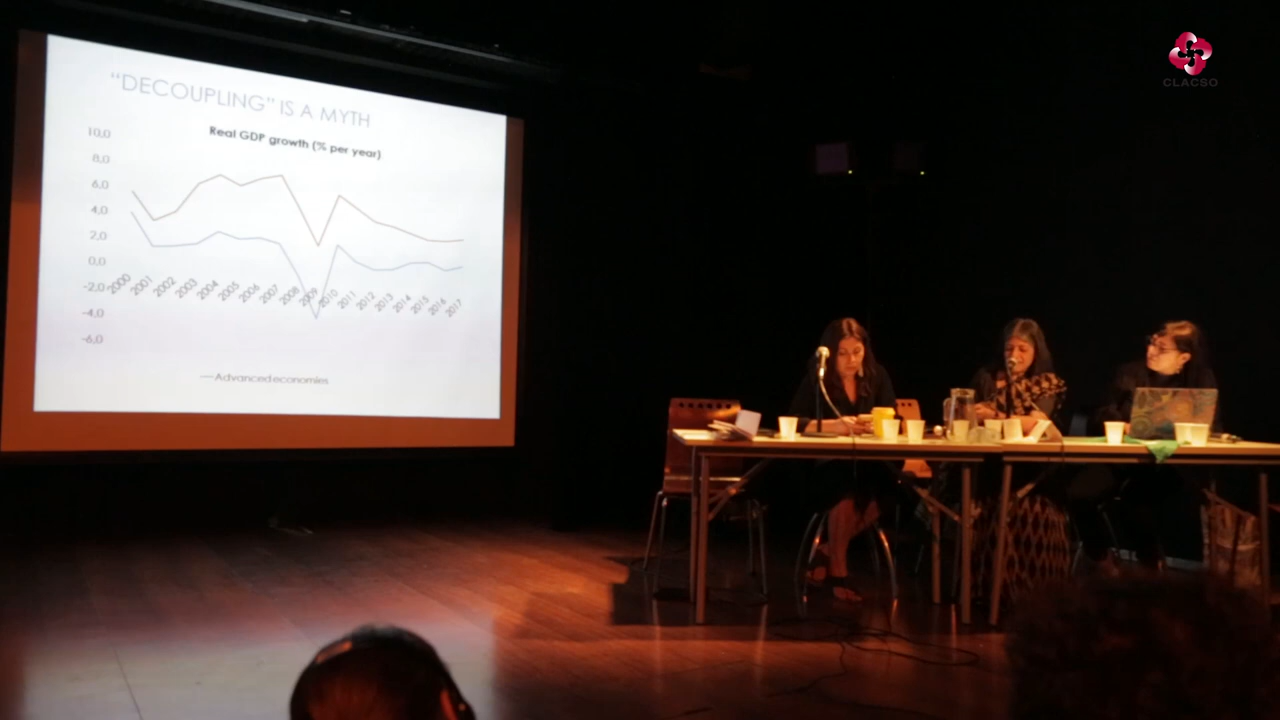 “DECOUPLING” IS A MYTH
Real GDP growth (% per year)
10,0
8,0
6,0
4,0
2,0
0,0
-2,0
-4,0
-6,0
2000 2001 2002 2003 2004 2005 2006 2007 2008 2009 2010 2011 2012 2013 2014 2015 2016 2017
Advanced economies
CLACSO